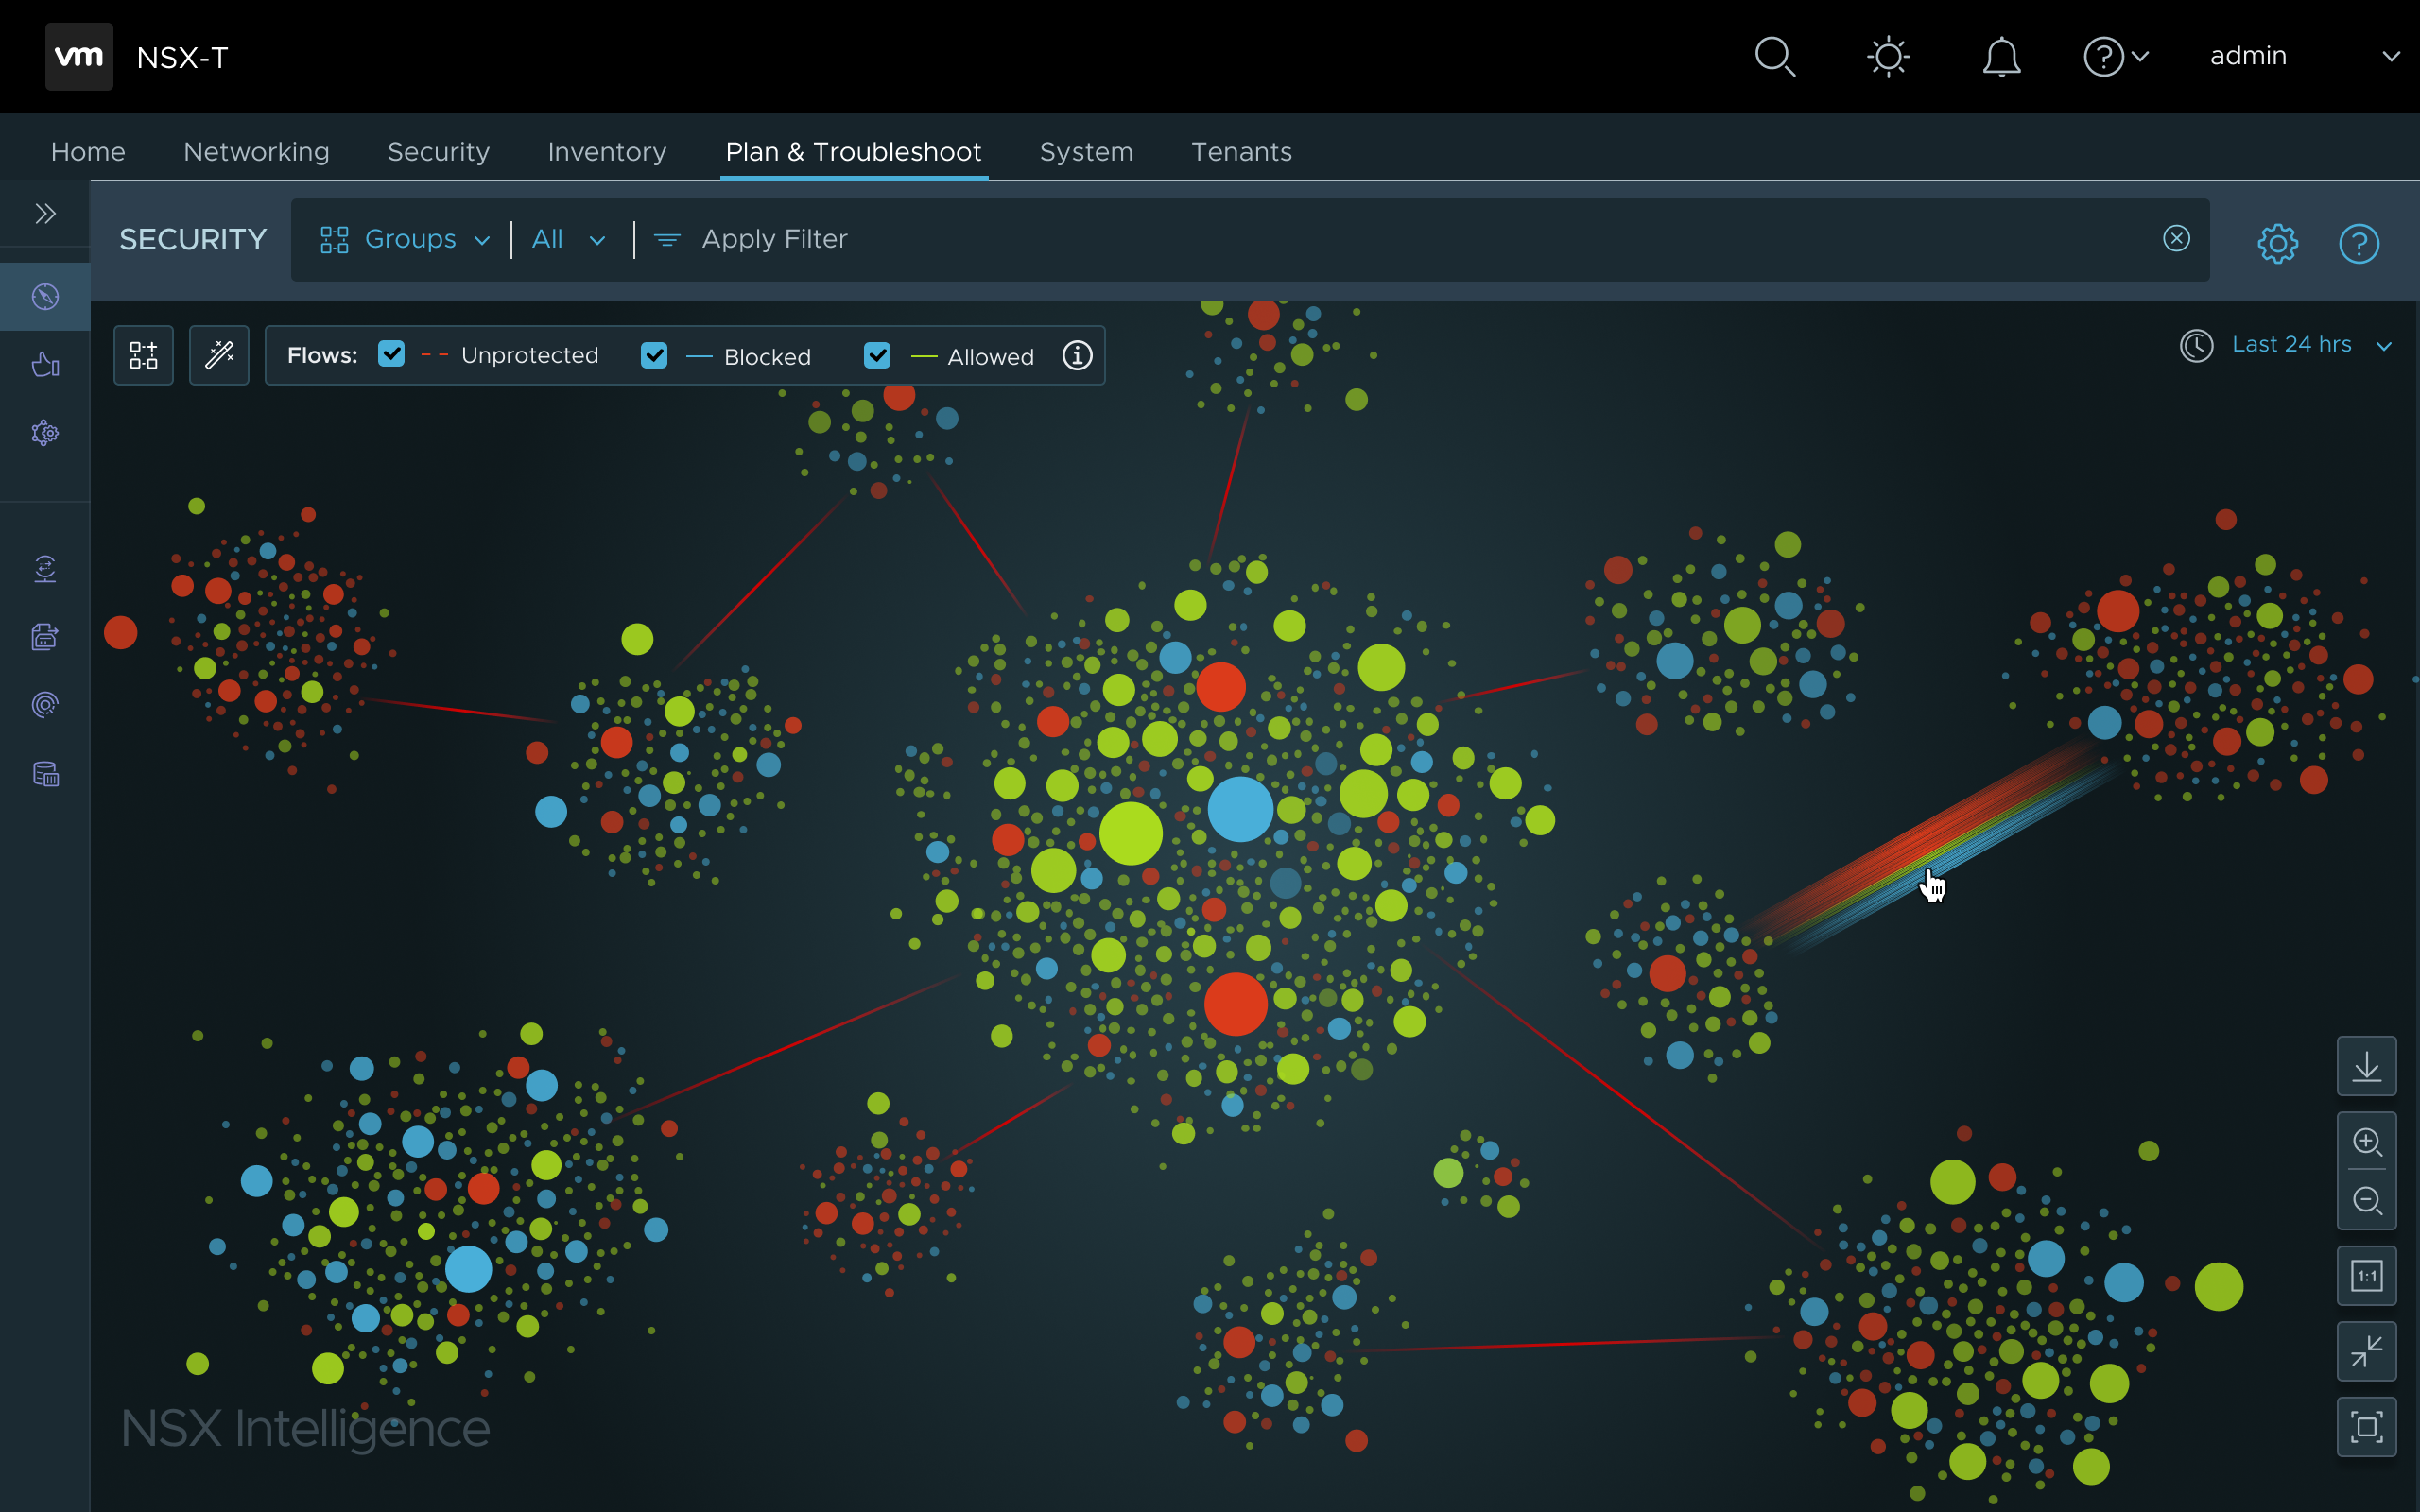 vm NSX-T admin
Home Networking Security Inventory Plan & Troubleshoot System Tenants
SECURITY Groups All Apply Filter
Flows: Unprotected Blocked Allowed
Last 24 hrs
1:1
NSX Intelligence